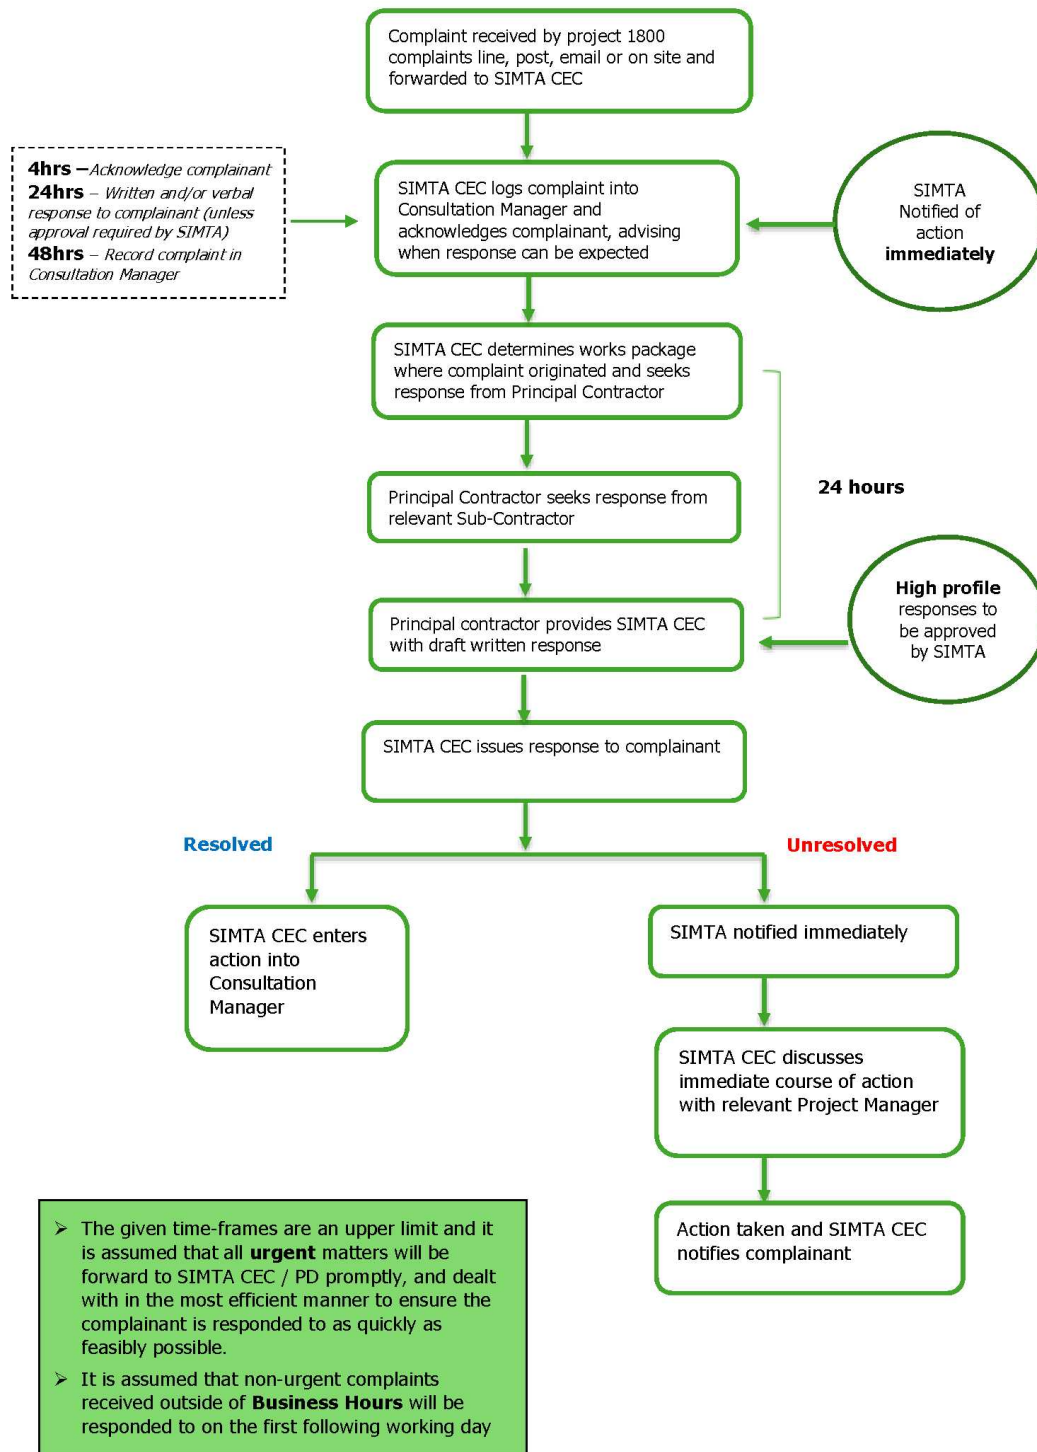 Complaint received by project 1800
complaints line, post, email or on site and
forwarded to SIMTA CEC
4hrs – Acknowledge complainant
24hrs – Written and/or verbal
response to complainant (unless
approval required by SIMTA)
48hrs – Record complaint in
Consultation Manager
SIMTA CEC logs complaint into
Consultation Manager and
acknowledges complainant, advising
when response can be expected
SIMTA
Notified of
action
immediately
SIMTA CEC determines works package
where complaint originated and seeks
response from Principal Contractor
Principal Contractor seeks response from
relevant Sub-Contractor
24 hours
Principal contractor provides SIMTA CEC
with draft written response
High profile
responses to
be approved
by SIMTA
SIMTA CEC issues response to complainant
Resolved
Unresolved
SIMTA CEC enters
action into
Consultation
Manager
SIMTA notified immediately
SIMTA CEC discusses
immediate course of action
with relevant Project Manager
Action taken and SIMTA CEC
notifies complainant
➢ The given time-frames are an upper limit and it
is assumed that all urgent matters will be
forward to SIMTA CEC / PD promptly, and dealt
with in the most efficient manner to ensure the
complainant is responded to as quickly as
feasibly possible.
➢ It is assumed that non-urgent complaints
received outside of Business Hours will be
responded to on the first following working day